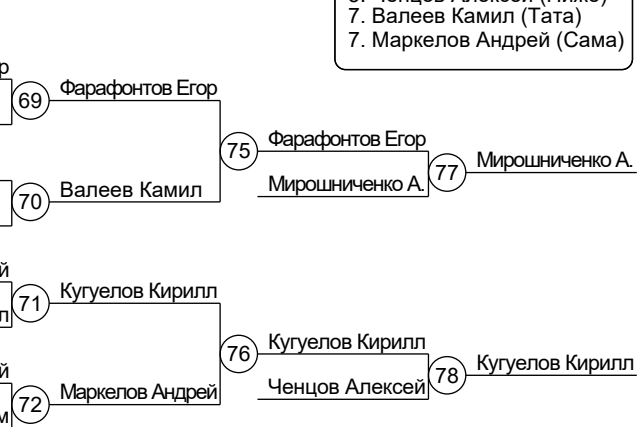 7. Валеев Камил (Тата)
7. Маркелов Андрей (Сама)
69
Фарафонтов Егор
75
Фарафонтов Егор
77
Мирошниченко А.
Мирошниченко А.
70
Валеев Камил
71
Кугуелов Кирилл
76
Кугуелов Кирилл
78
Кугуелов Кирилл
Ченцов Алексей
72
Маркелов Андрей